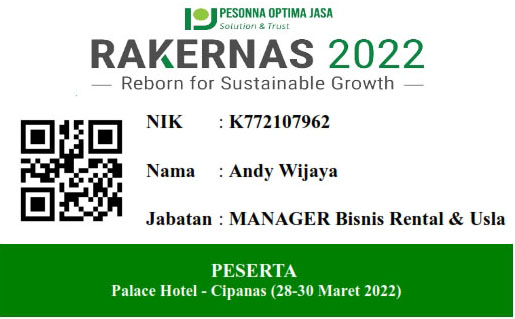 PESONNA OPTIMA JASA
Solution & Trust
RAKERNAS 2022
Reborn for Sustainable Growth
NIK : K772107962
Nama : Andy Wijaya
Jabatan : MANAGER Bisnis Rental & Usla
PESERTA
Palace Hotel - Cipanas (28-30 Maret 2022)